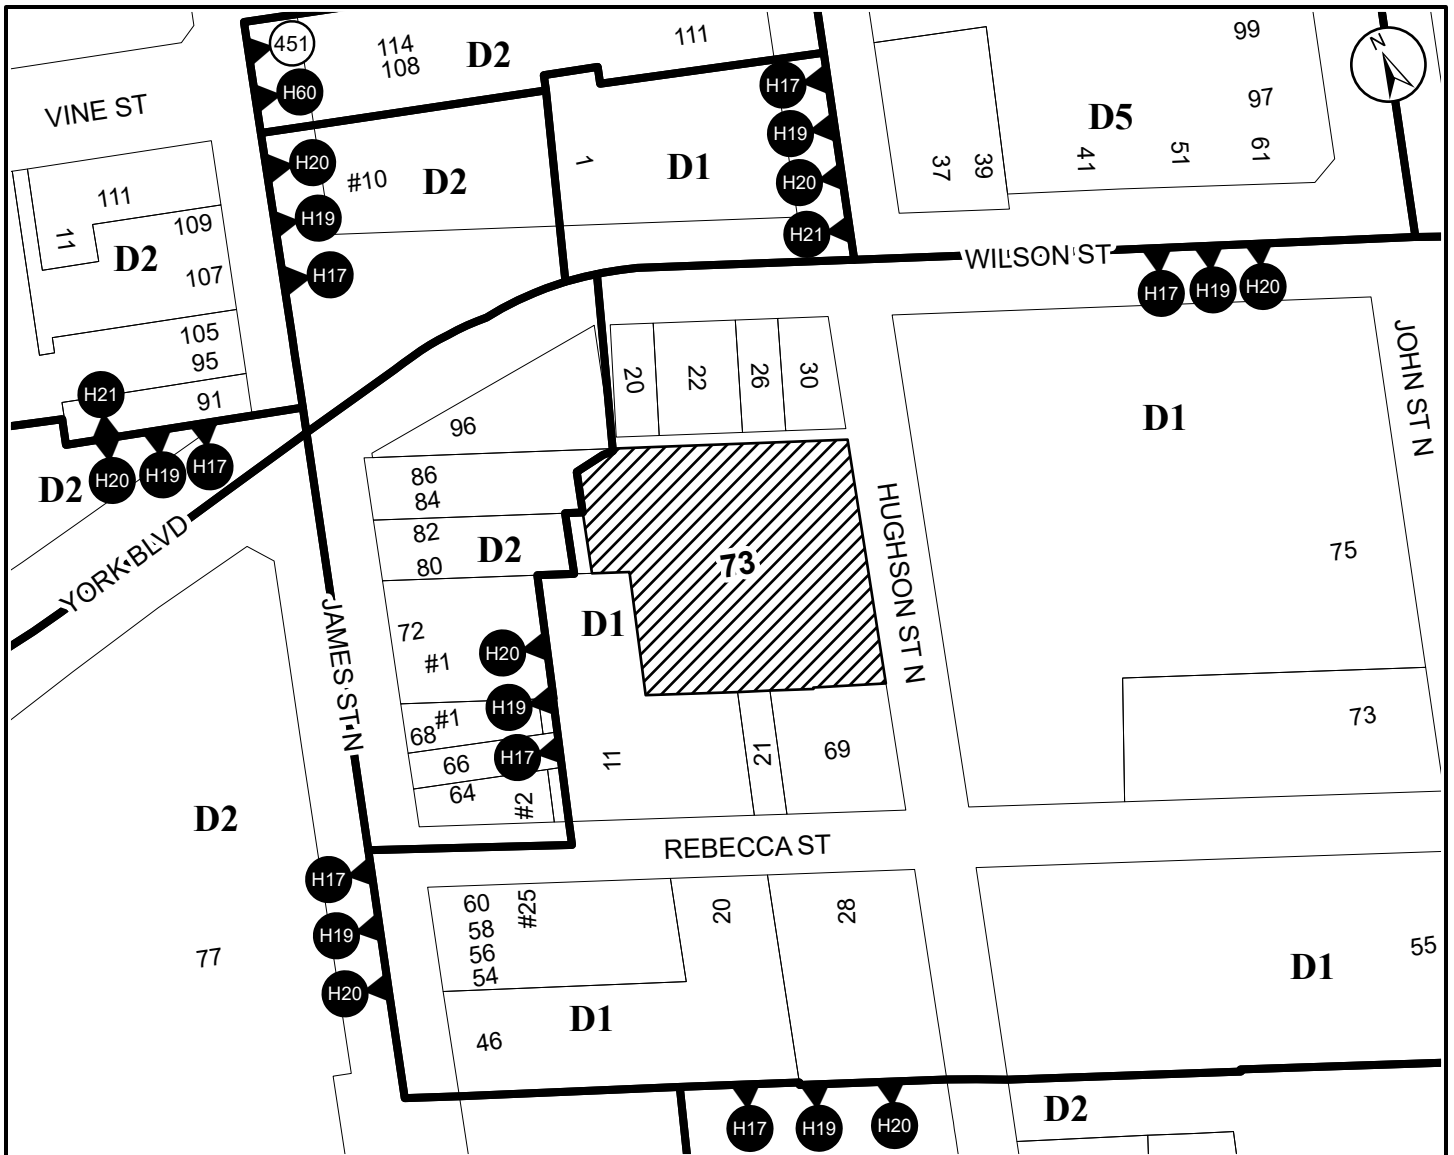 451
114
108
D2
111
99
N
H60
H17
VINE ST
H19
D5
97
H20
#10
D2
1
D1
H20
37
39
41
51
61
111
H19
H21
11
109
D2
107
H17
WILSON ST
H17
H19
H20
105
95
91
H21
20
22
26
30
D1
JOHN ST N
96
D2
H20
H19
H17
86
84
82
80
D2
73
HUGHSON ST N
75
YORK BLVD
JAMES ST N
72
#1
H20
D1
#1
68
H19
66
H17
64
#2
11
21
69
73
D2
REBECCA ST
H17
60
58
56
54
#25
20
28
H19
77
H20
D1
46
D1
55
H17
H19
H20
D2